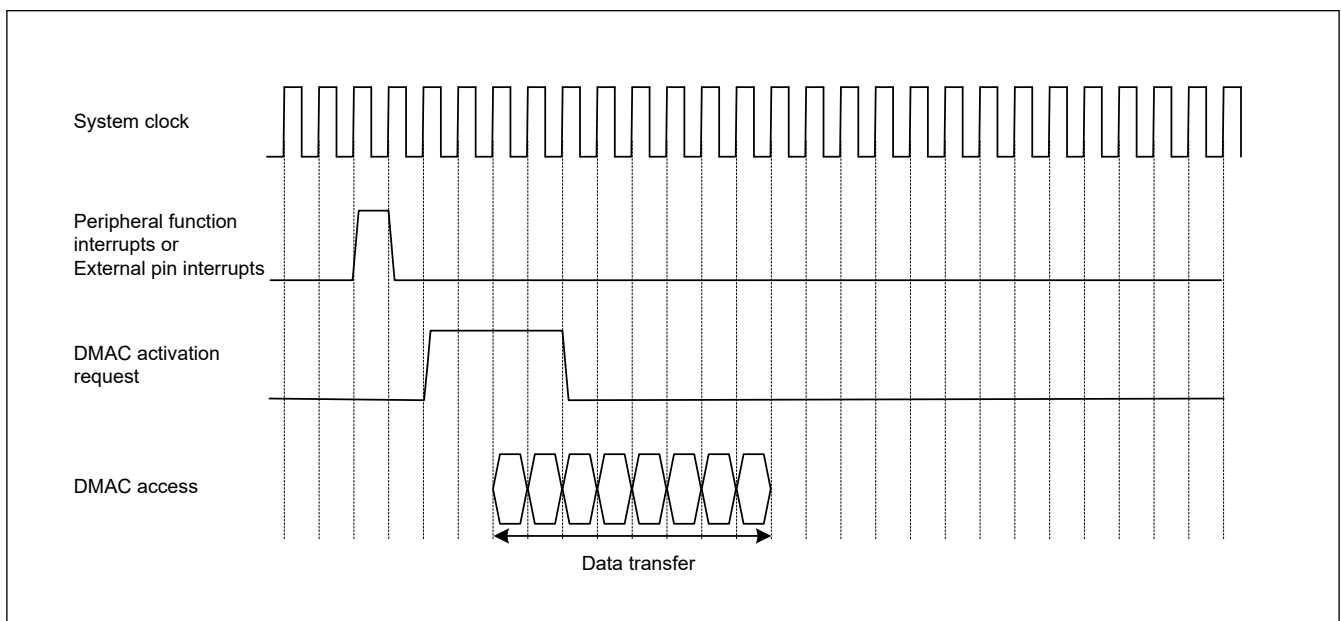 System clock
Peripheral function
interrupts or
External pin interrupts
DMAC activation
request
DMAC access
Data transfer